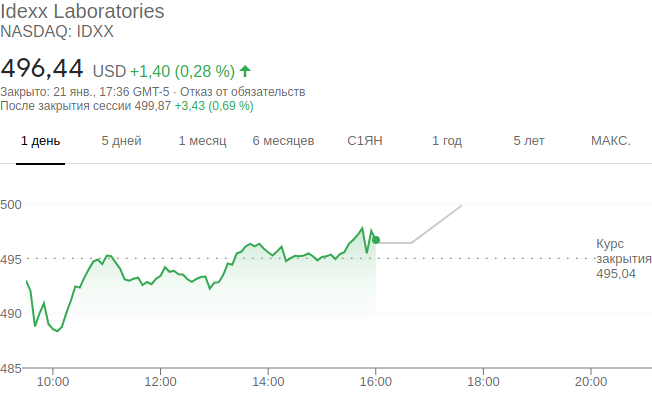 Idexx Laboratories
NASDAQ: IDXX
496,44 USD +1,40 (0,28 %)
Закрыто: 21 янв., 17:36 GMT-5 · Отказ от обязательств
После закрытия сессии 499,87 +3,43 (0,69 %)
1 день 5 дней 1 месяц 6 месяцев С1ЯН 1 год 5 лет МАКС.
500
495
490
485
Курс
закрытия
495,04
10:00 12:00 14:00 16:00 18:00 20:00